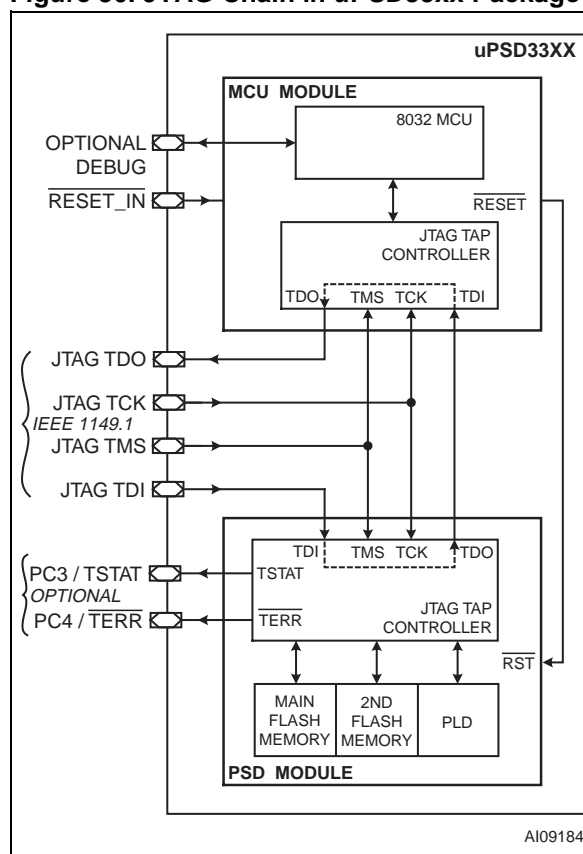 Figure 80. JTAG Chain in uPSD33xx Package
uPSD33XX
MCU MODULE
8032 MCU
OPTIONAL
DEBUG
RESET_IN
RESET
JTAG TAP
CONTROLLER
TDO TMS TCK TDI
JTAG TDO
JTAG TCK
IEEE 1149.1
JTAG TMS
JTAG TDI
TDI TMS TCK TDO
PC3 / TSTAT
TSTAT
OPTIONAL
PC4 / TERR
TERR
JTAG TAP
CONTROLLER
RST
MAIN
FLASH
MEMORY
2ND
FLASH
MEMORY
PLD
PSD MODULE
AI09184